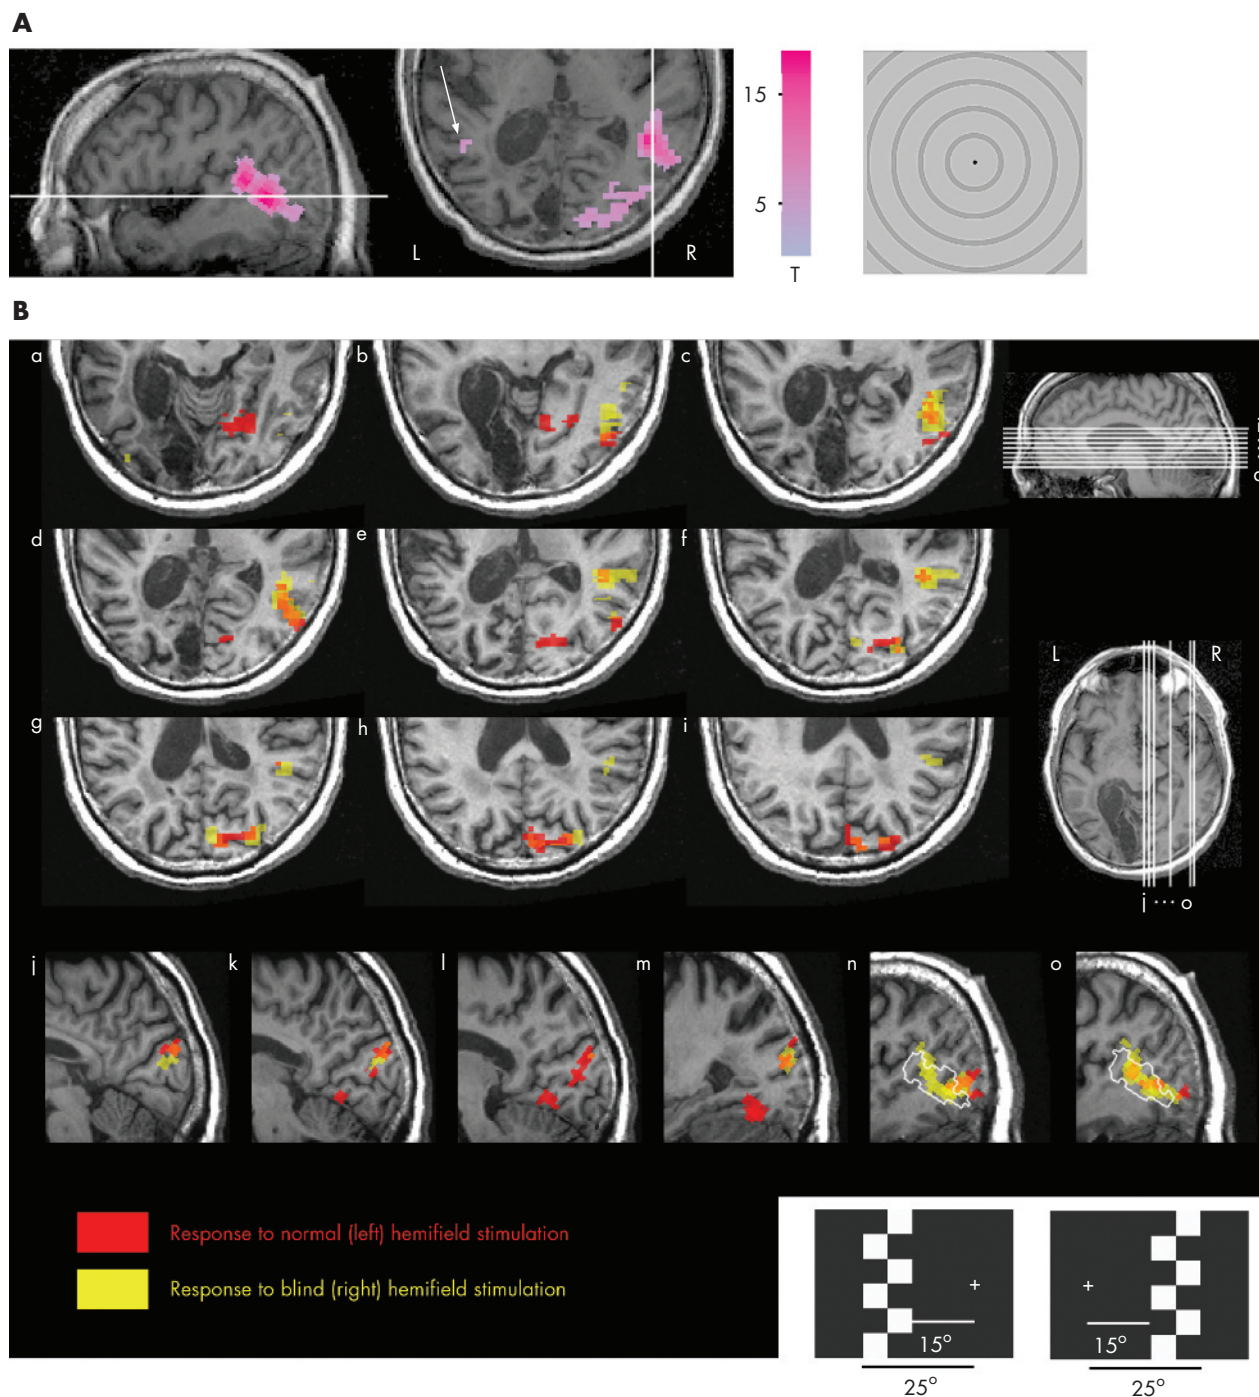 A
L
R
15
5
T
B
a
b
c
d
e
f
L
R
g
h
i
j ··· o
j
k
l
m
n
o
Response to normal (left) hemifield stimulation
Response to blind (right) hemifield stimulation
+
+
15°
15°
25°
25°